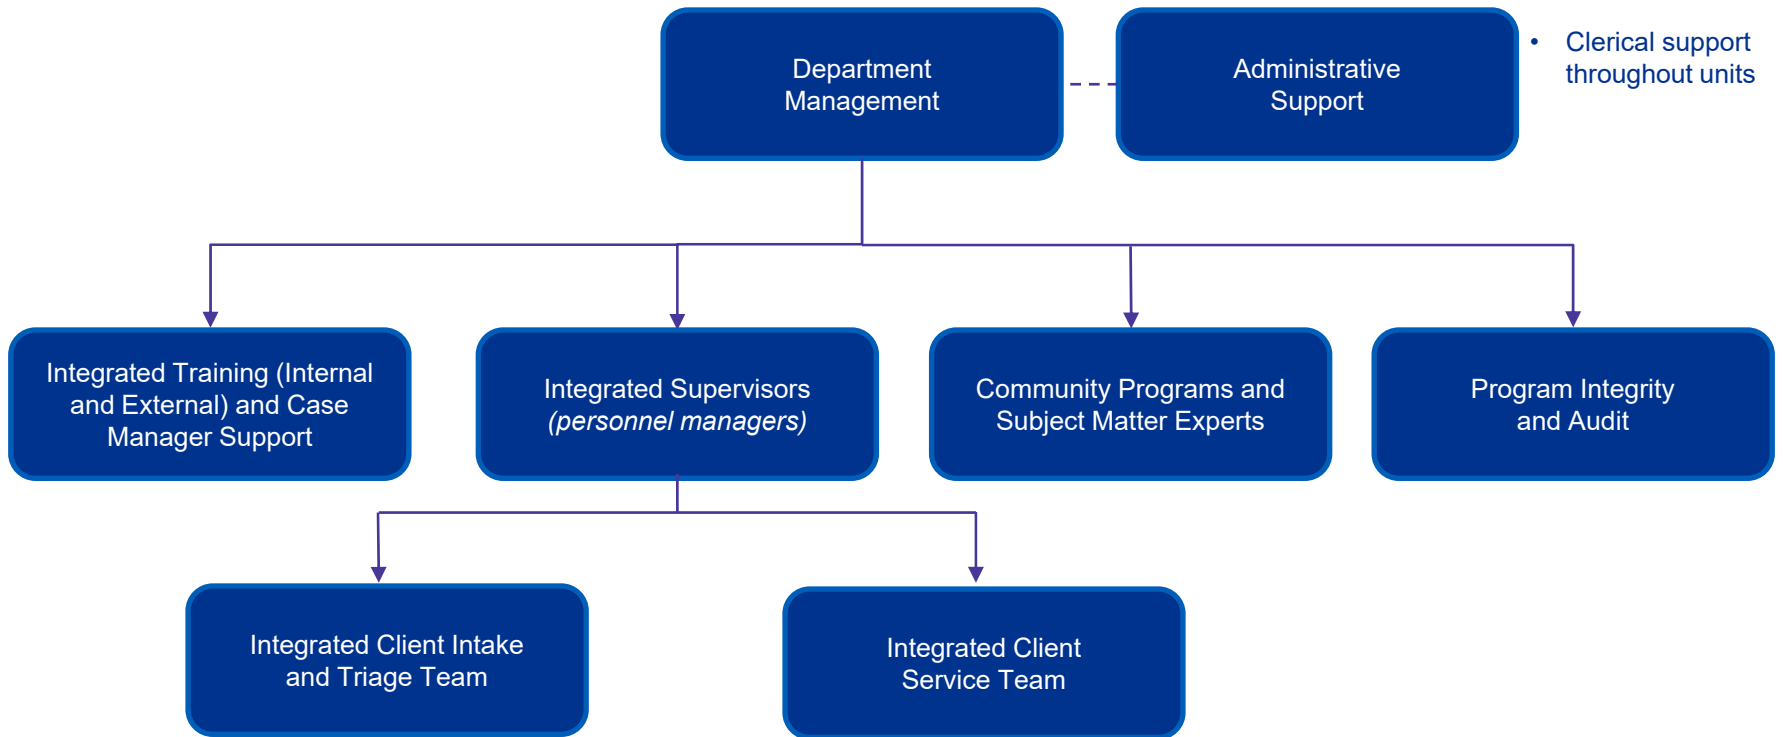 Department
Management
Administrative
Support
• Clerical support
throughout units
Integrated Training (Internal
and External) and Case
Manager Support
Integrated Supervisors
(personnel managers)
Community Programs and
Subject Matter Experts
Program Integrity
and Audit
Integrated Client Intake
and Triage Team
Integrated Client
Service Team